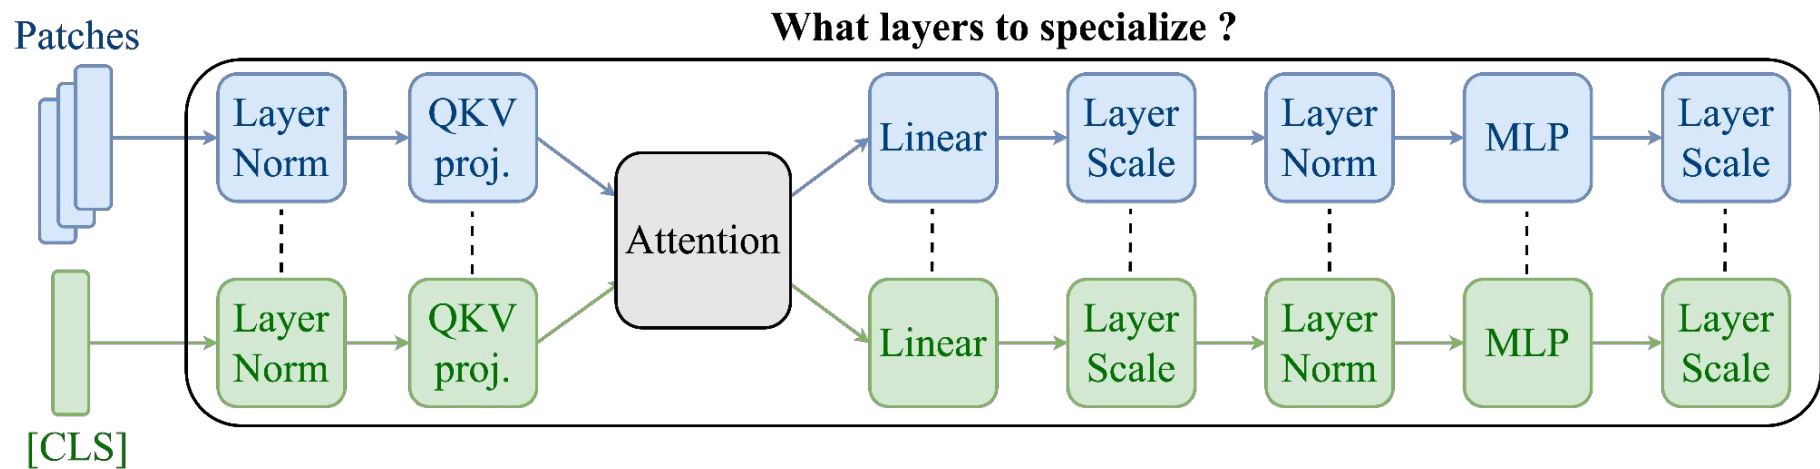 What layers to specialize ?
Patches
Layer
Norm
QKV
proj.
Attention
Linear
Layer
Scale
Layer
Norm
MLP
Layer
Scale
Layer
Norm
QKV
proj.
Linear
Layer
Scale
Layer
Norm
MLP
Layer
Scale
[CLS]